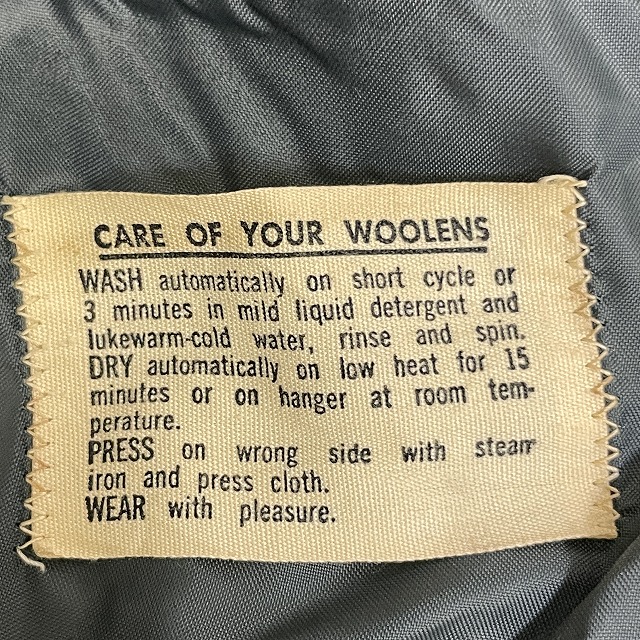 CARE OF YOUR WOOLENS
WASH automatically on short cycle or
3 minutes in mild liquid detergent and
lukewarm-cold water, rinse and spin.
DRY automatically on low heat for 15
minutes or on hanger at room tem-
perature.
PRESS on wrong side with steam
iron and press cloth.
WEAR with pleasure.